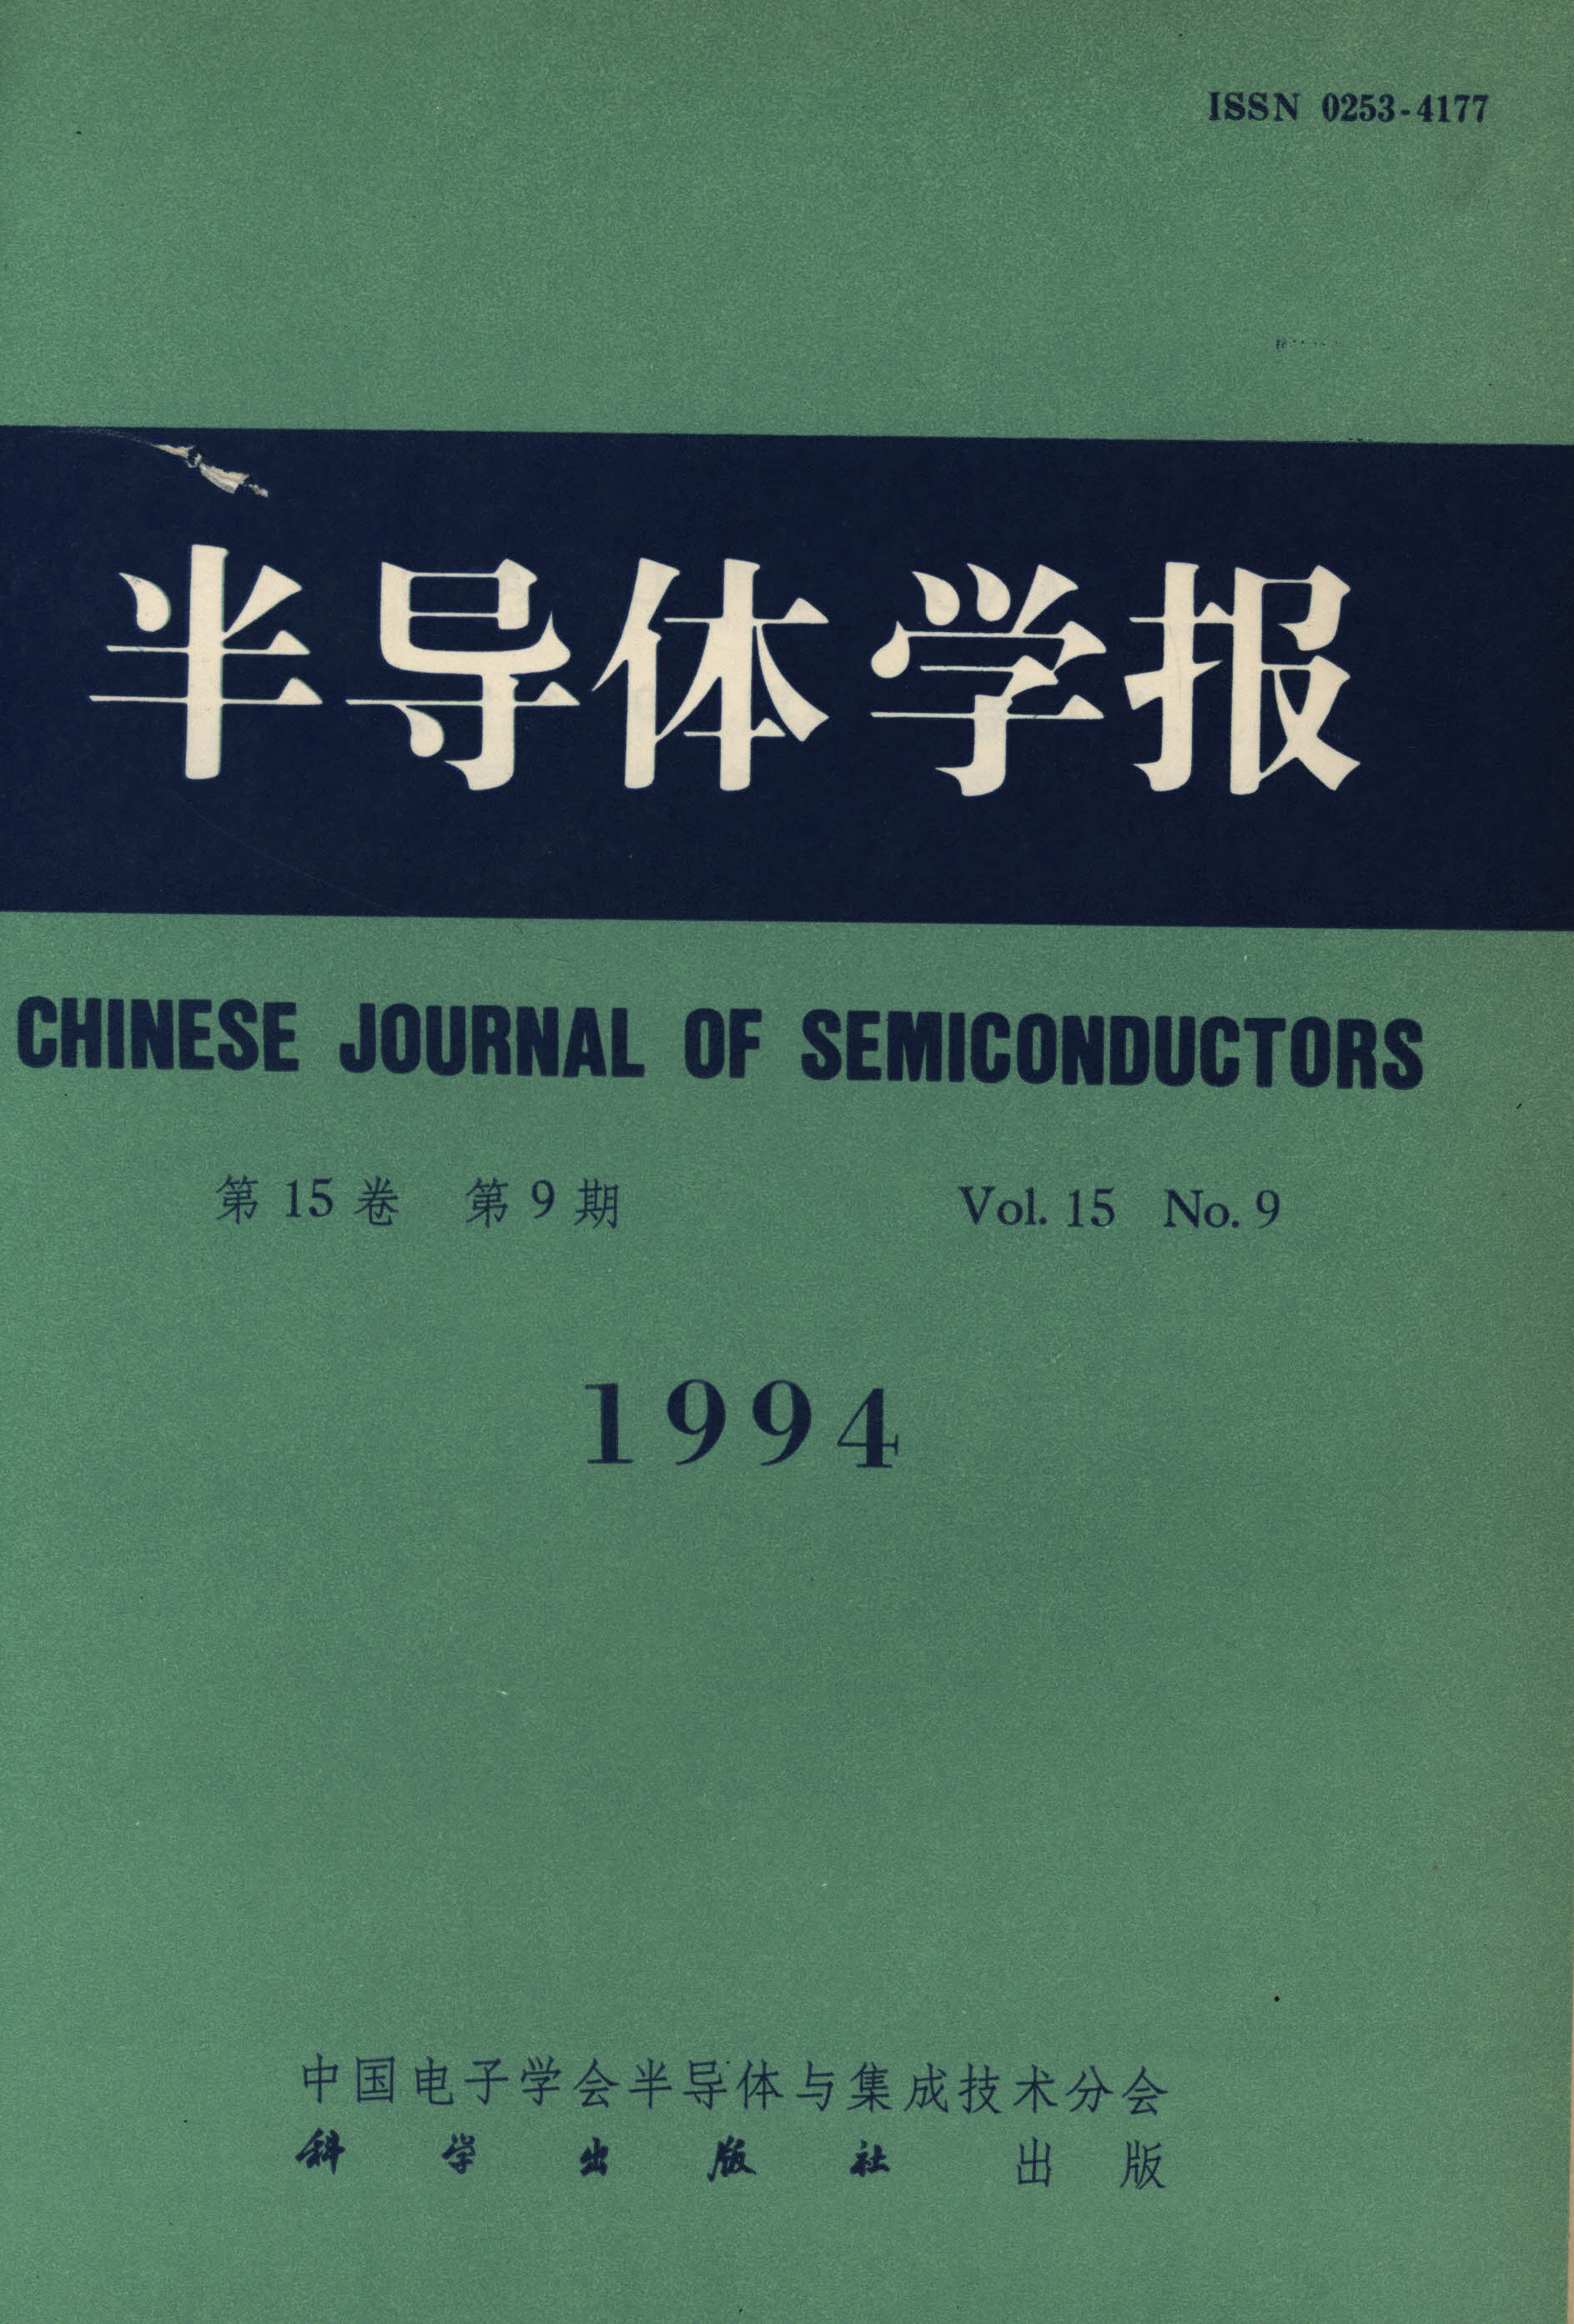 ISSN 0253-4177
半导体学报
CHINESE JOURNAL OF SEMICONDUCTORS
第 15 卷 第 9 期 Vol. 15 No. 9
1994
中国电子学会半导体与集成技术分会
科学出版社 出版